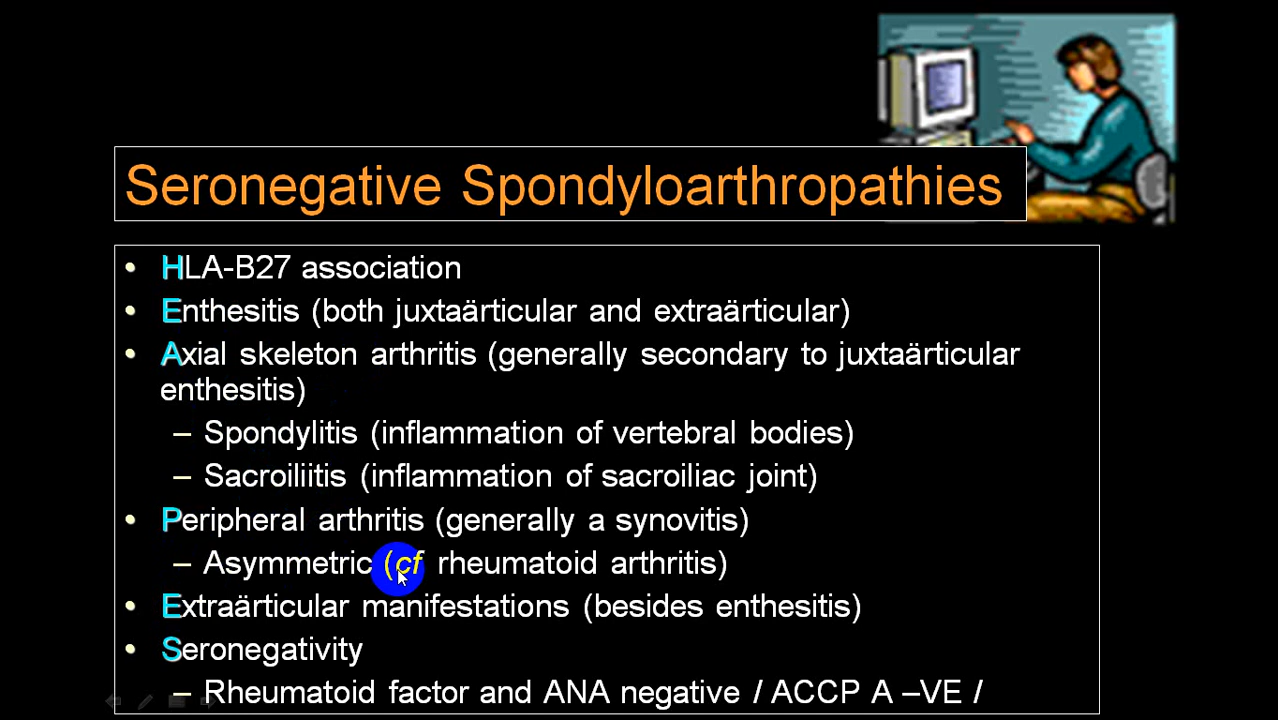 Seronegative Spondyloarthropathies
• HLA-B27 association
• Enthesitis (both juxtaärticular and extraärticular)
• Axial skeleton arthritis (generally secondary to juxtaärticular
enthesitis)
– Spondylitis (inflammation of vertebral bodies)
– Sacroiliitis (inflammation of sacroiliac joint)
• Peripheral arthritis (generally a synovitis)
– Asymmetric (cf rheumatoid arthritis)
• Extraärticular manifestations (besides enthesitis)
• Seronegativity
– Rheumatoid factor and ANA negative / ACCP A –VE /